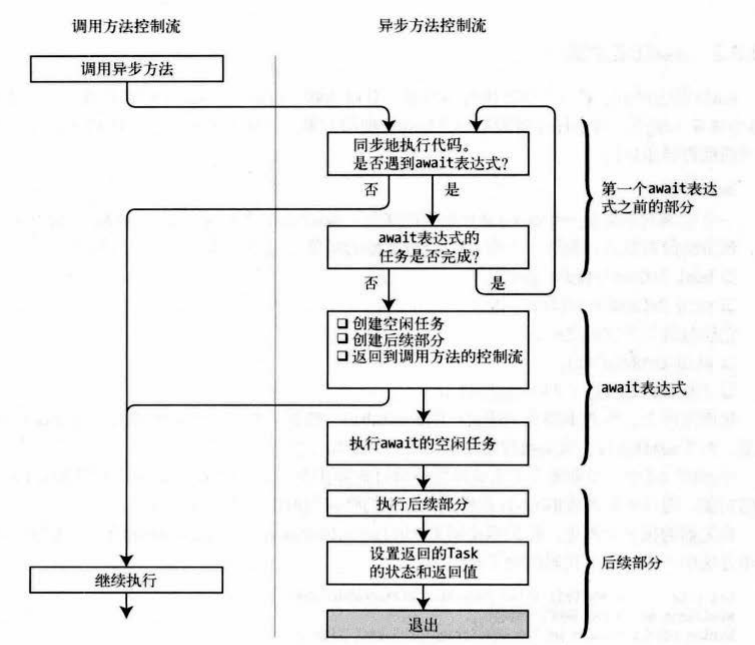 调用方法控制流
异步方法控制流
调用异步方法
同步地执行代码。
是否遇到await表达式?
否
是
第一个await表达
式之前的部分
await表达式的
任务是否完成?
否
是
❑ 创建空闲任务
❑ 创建后续部分
❑ 返回到调用方法的控制流
await表达式
执行await的空闲任务
执行后续部分
设置返回的Task
的状态和返回值
后续部分
继续执行
退出